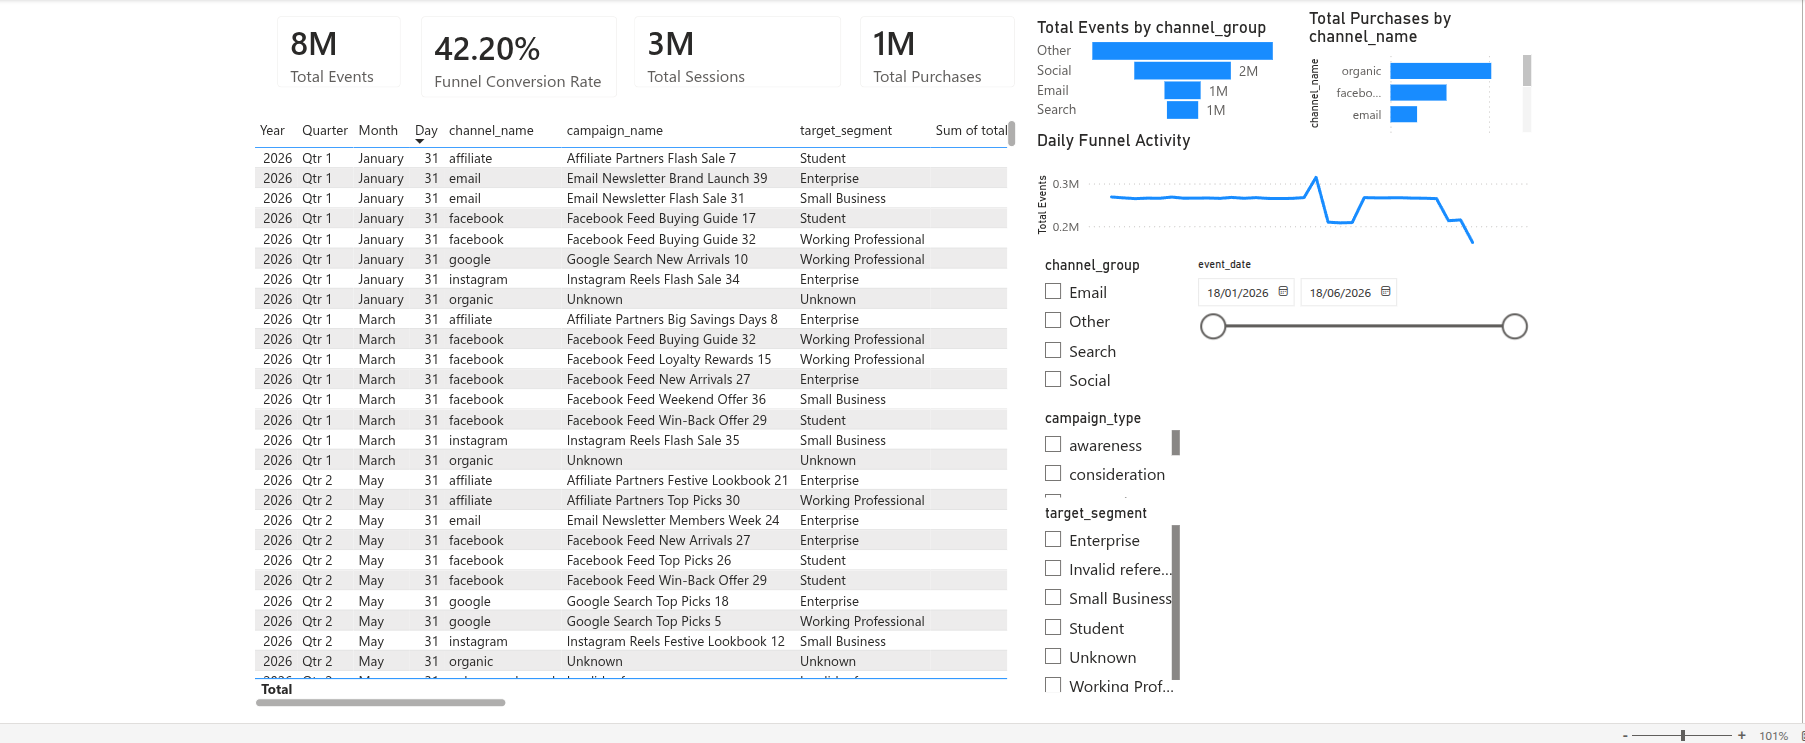 8M
Total Events
42.20%
Funnel Conversion Rate
3M
Total Sessions
1M
Total Purchases
Year Quarter Month Day channel_name campaign_name target_segment Sum of total
2026 Qtr 1 January 31 affiliate Affiliate Partners Flash Sale 7 Student
2026 Qtr 1 January 31 email Email Newsletter Brand Launch 39 Enterprise
2026 Qtr 1 January 31 email Email Newsletter Flash Sale 31 Small Business
2026 Qtr 1 January 31 facebook Facebook Feed Buying Guide 17 Student
2026 Qtr 1 January 31 facebook Facebook Feed Buying Guide 32 Working Professional
2026 Qtr 1 January 31 google Google Search New Arrivals 10 Working Professional
2026 Qtr 1 January 31 instagram Instagram Reels Flash Sale 34 Enterprise
2026 Qtr 1 January 31 organic Unknown Unknown
2026 Qtr 1 March 31 affiliate Affiliate Partners Big Savings Days 8 Enterprise
2026 Qtr 1 March 31 facebook Facebook Feed Buying Guide 32 Working Professional
2026 Qtr 1 March 31 facebook Facebook Feed Loyalty Rewards 15 Working Professional
2026 Qtr 1 March 31 facebook Facebook Feed New Arrivals 27 Enterprise
2026 Qtr 1 March 31 facebook Facebook Feed Weekend Offer 36 Small Business
2026 Qtr 1 March 31 facebook Facebook Feed Win-Back Offer 29 Student
2026 Qtr 1 March 31 instagram Instagram Reels Flash Sale 35 Small Business
2026 Qtr 1 March 31 organic Unknown Unknown
2026 Qtr 2 May 31 affiliate Affiliate Partners Festive Lookbook 21 Enterprise
2026 Qtr 2 May 31 affiliate Affiliate Partners Top Picks 30 Working Professional
2026 Qtr 2 May 31 email Email Newsletter Members Week 24 Enterprise
2026 Qtr 2 May 31 facebook Facebook Feed New Arrivals 27 Enterprise
2026 Qtr 2 May 31 facebook Facebook Feed Top Picks 26 Student
2026 Qtr 2 May 31 facebook Facebook Feed Win-Back Offer 29 Student
2026 Qtr 2 May 31 google Google Search Top Picks 18 Enterprise
2026 Qtr 2 May 31 google Google Search Top Picks 5 Working Professional
2026 Qtr 2 May 31 instagram Instagram Reels Festive Lookbook 12 Small Business
2026 Qtr 2 May 31 organic Unknown Unknown
Total
Total Events by channel_group
Other
Social 2M
Email 1M
Search 1M
Total Purchases by
channel_name
channel_name
organic
facebo...
email
Daily Funnel Activity
Total Events
0.3M
0.2M
channel_group
Email
Other
Search
Social
event_date
18/01/2026 18/06/2026
campaign_type
awareness
consideration
target_segment
Enterprise
Invalid refere...
Small Business
Student
Unknown
Working Prof...
- + 101%